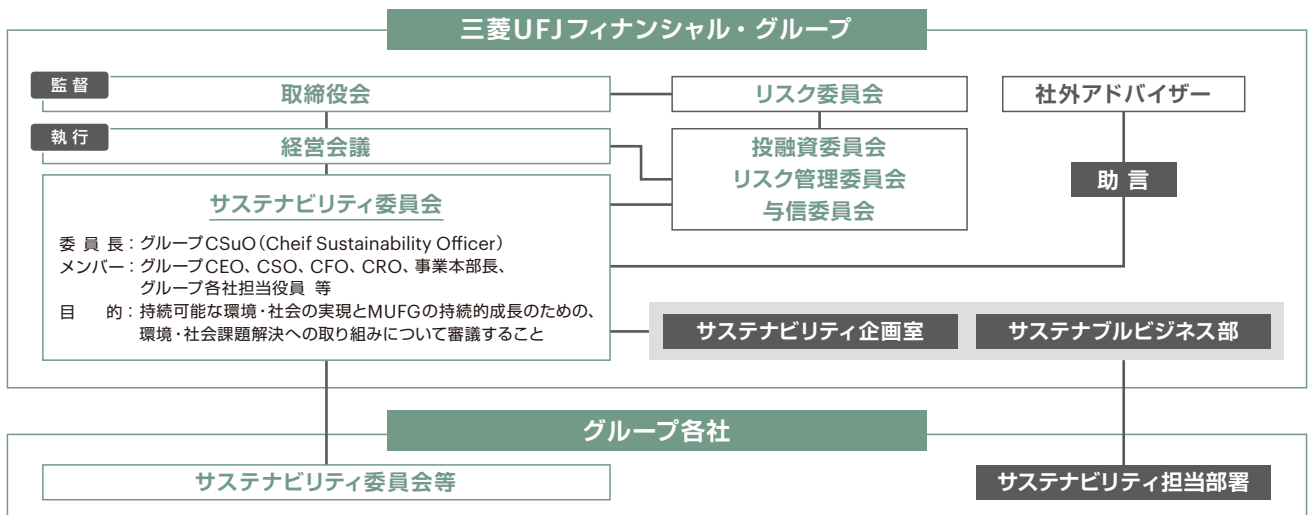 三菱UFJフィナンシャル・グループ
監督
取締役会
リスク委員会
社外アドバイザー
執行
経営会議
投融資委員会
リスク管理委員会
与信委員会
助言
サステナビリティ委員会
委員長：グループCSuO（Cheif Sustainability Officer）
メンバー：グループCEO、CSO、CFO、CRO、事業本部長、
グループ各社担当役員 等
目 的：持続可能な環境・社会の実現とMUFGの持続的成長のための、
環境・社会課題解決への取り組みについて審議すること
サステナビリティ企画室
サステナブルビジネス部
グループ各社
サステナビリティ委員会等
サステナビリティ担当部署